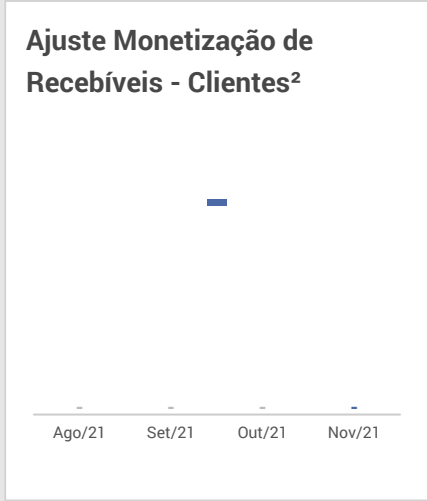 Ajuste Monetização de
Recebíveis - Clientes²
- - - -
Ago/21 Set/21 Out/21 Nov/21